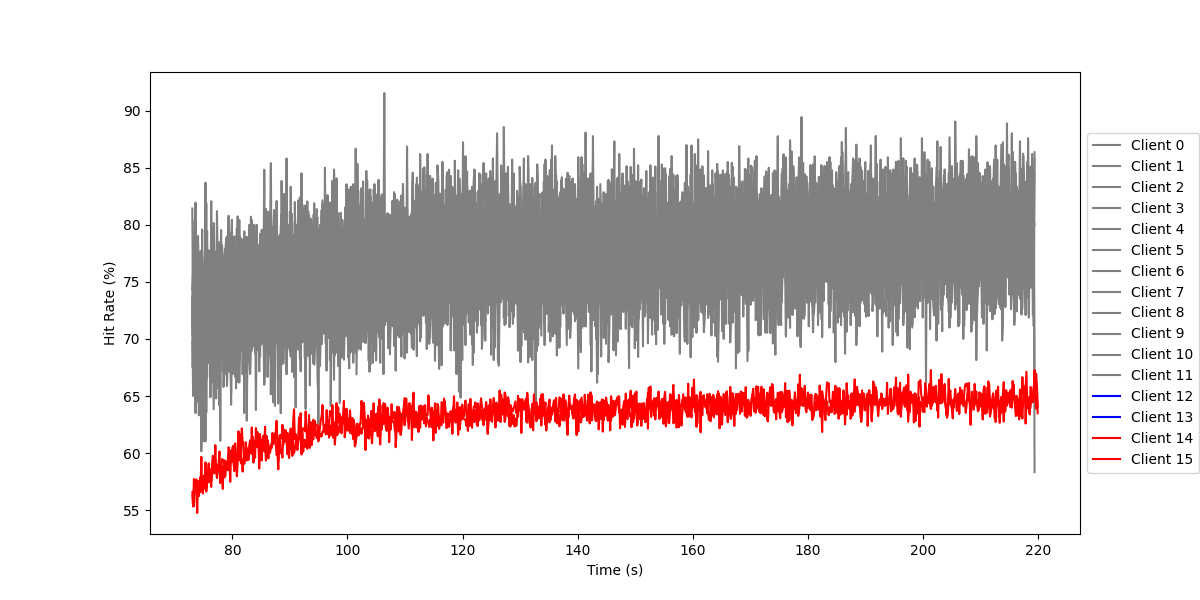 Hit Rate (%)
90
85
80
75
70
65
60
55
80 100 120 140 160 180 200 220
Time (s)
Client 0
Client 1
Client 2
Client 3
Client 4
Client 5
Client 6
Client 7
Client 8
Client 9
Client 10
Client 11
Client 12
Client 13
Client 14
Client 15